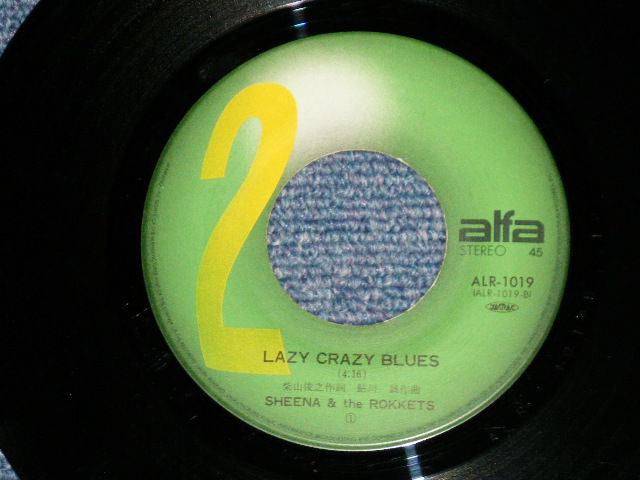 2
alfa
STEREO 45
ALR-1019
(ALR-1019-B)
LAZY CRAZY BLUES
(4:16)
柴山俊之作詞 鮎川 誠作曲
SHEENA & the ROKKETS
①